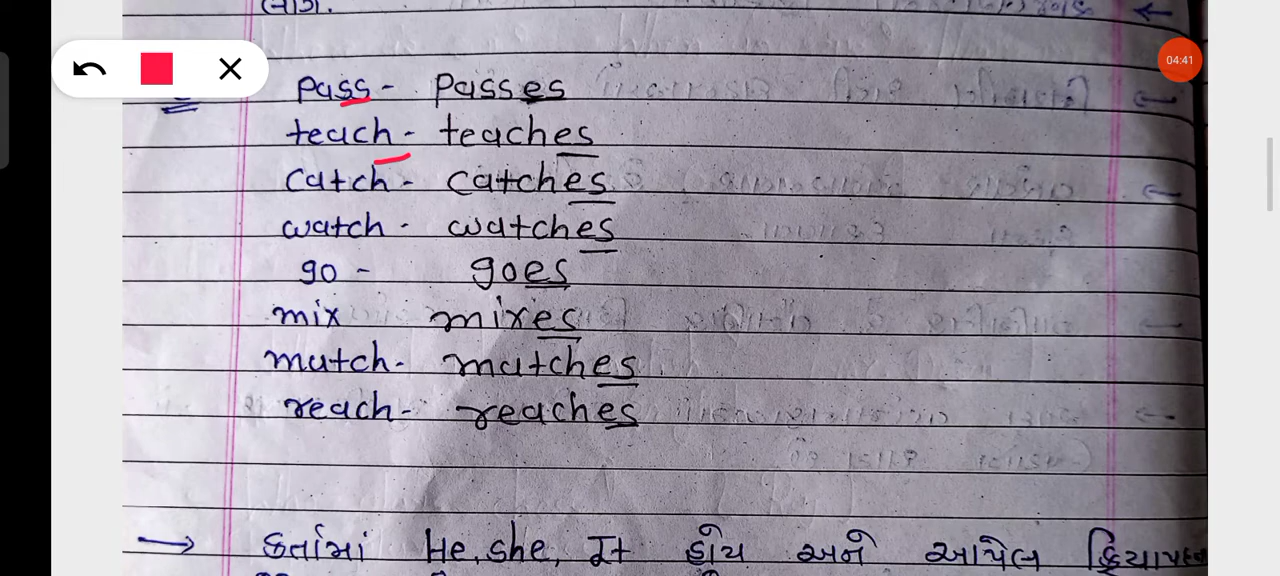 04:41
Pass - Passes
teach - teaches
catch - catches
watch - watches
go - goes
mix mixes
match - matches
reach - reaches
→ કર્તામાં He, she, It હોય અને આપેલ ક્રિયાપદ